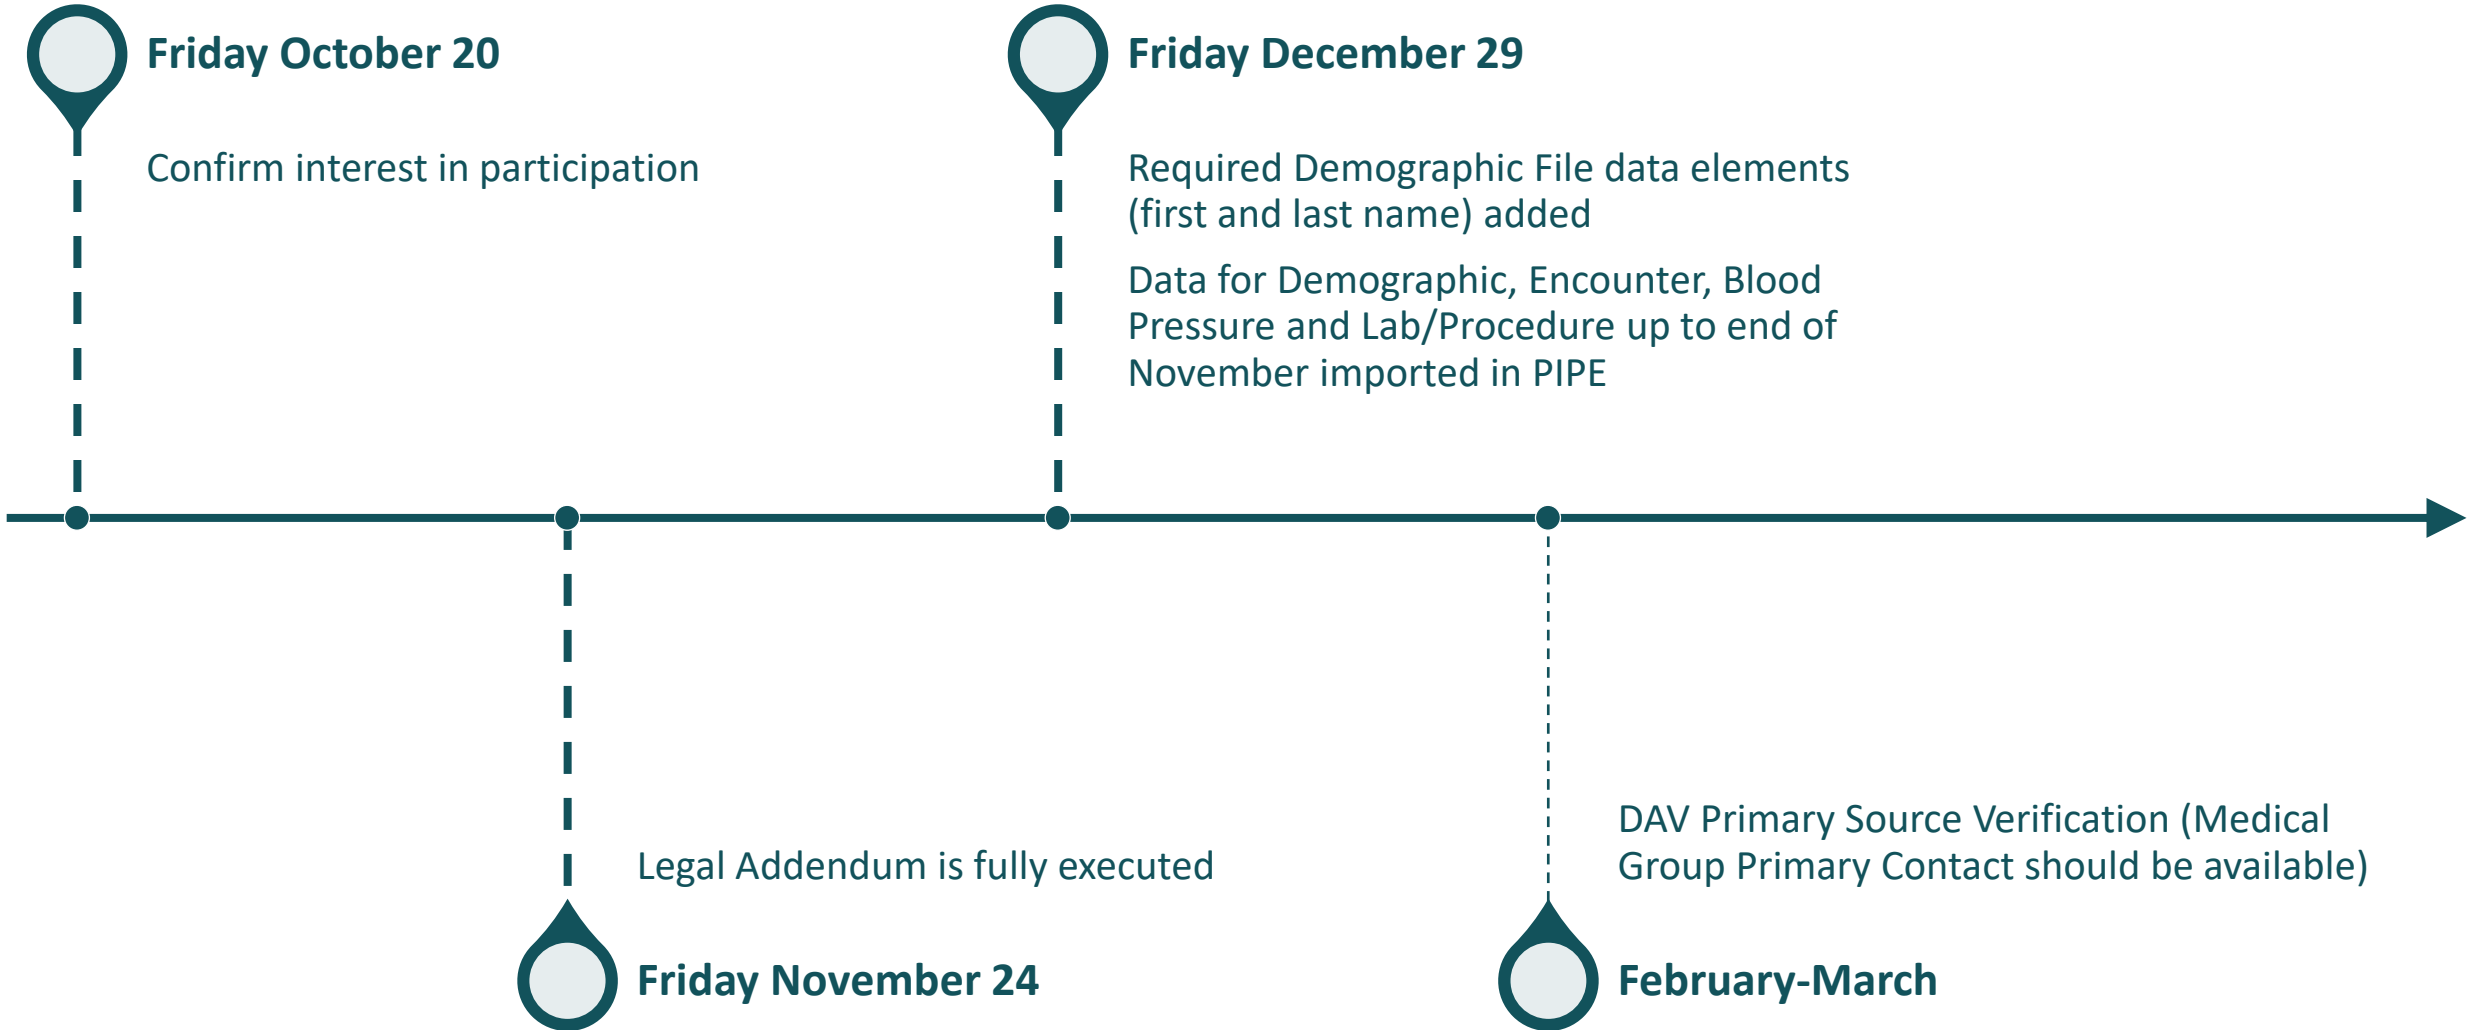 Friday October 20
Confirm interest in participation
Friday December 29
Required Demographic File data elements
(first and last name) added
Data for Demographic, Encounter, Blood
Pressure and Lab/Procedure up to end of
November imported in PIPE
Legal Addendum is fully executed
Friday November 24
DAV Primary Source Verification (Medical
Group Primary Contact should be available)
February-March